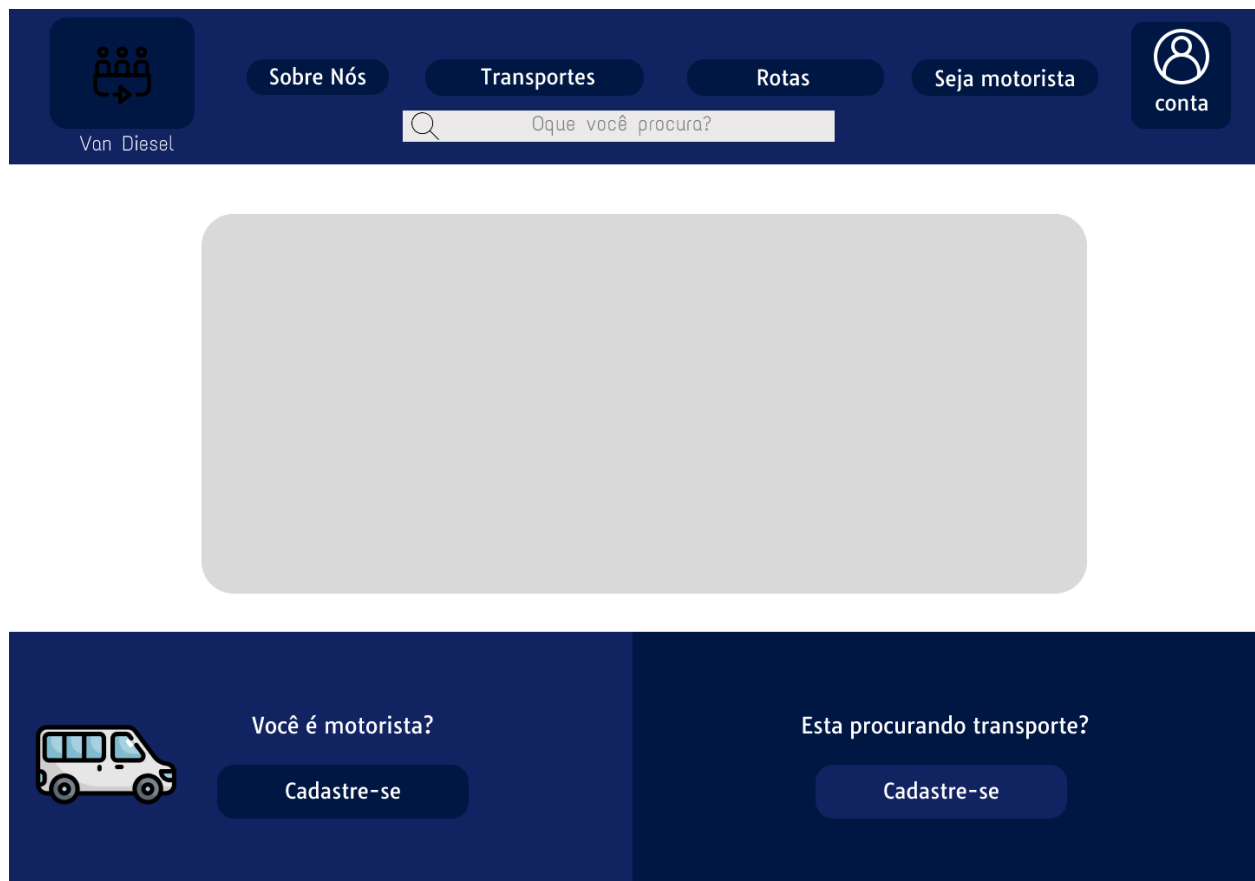 Sobre Nós
Transportes
Rotas
Seja motorista
conta
Oque você procura?
Van Diesel
Você é motorista?
Cadastre-se
Esta procurando transporte?
Cadastre-se